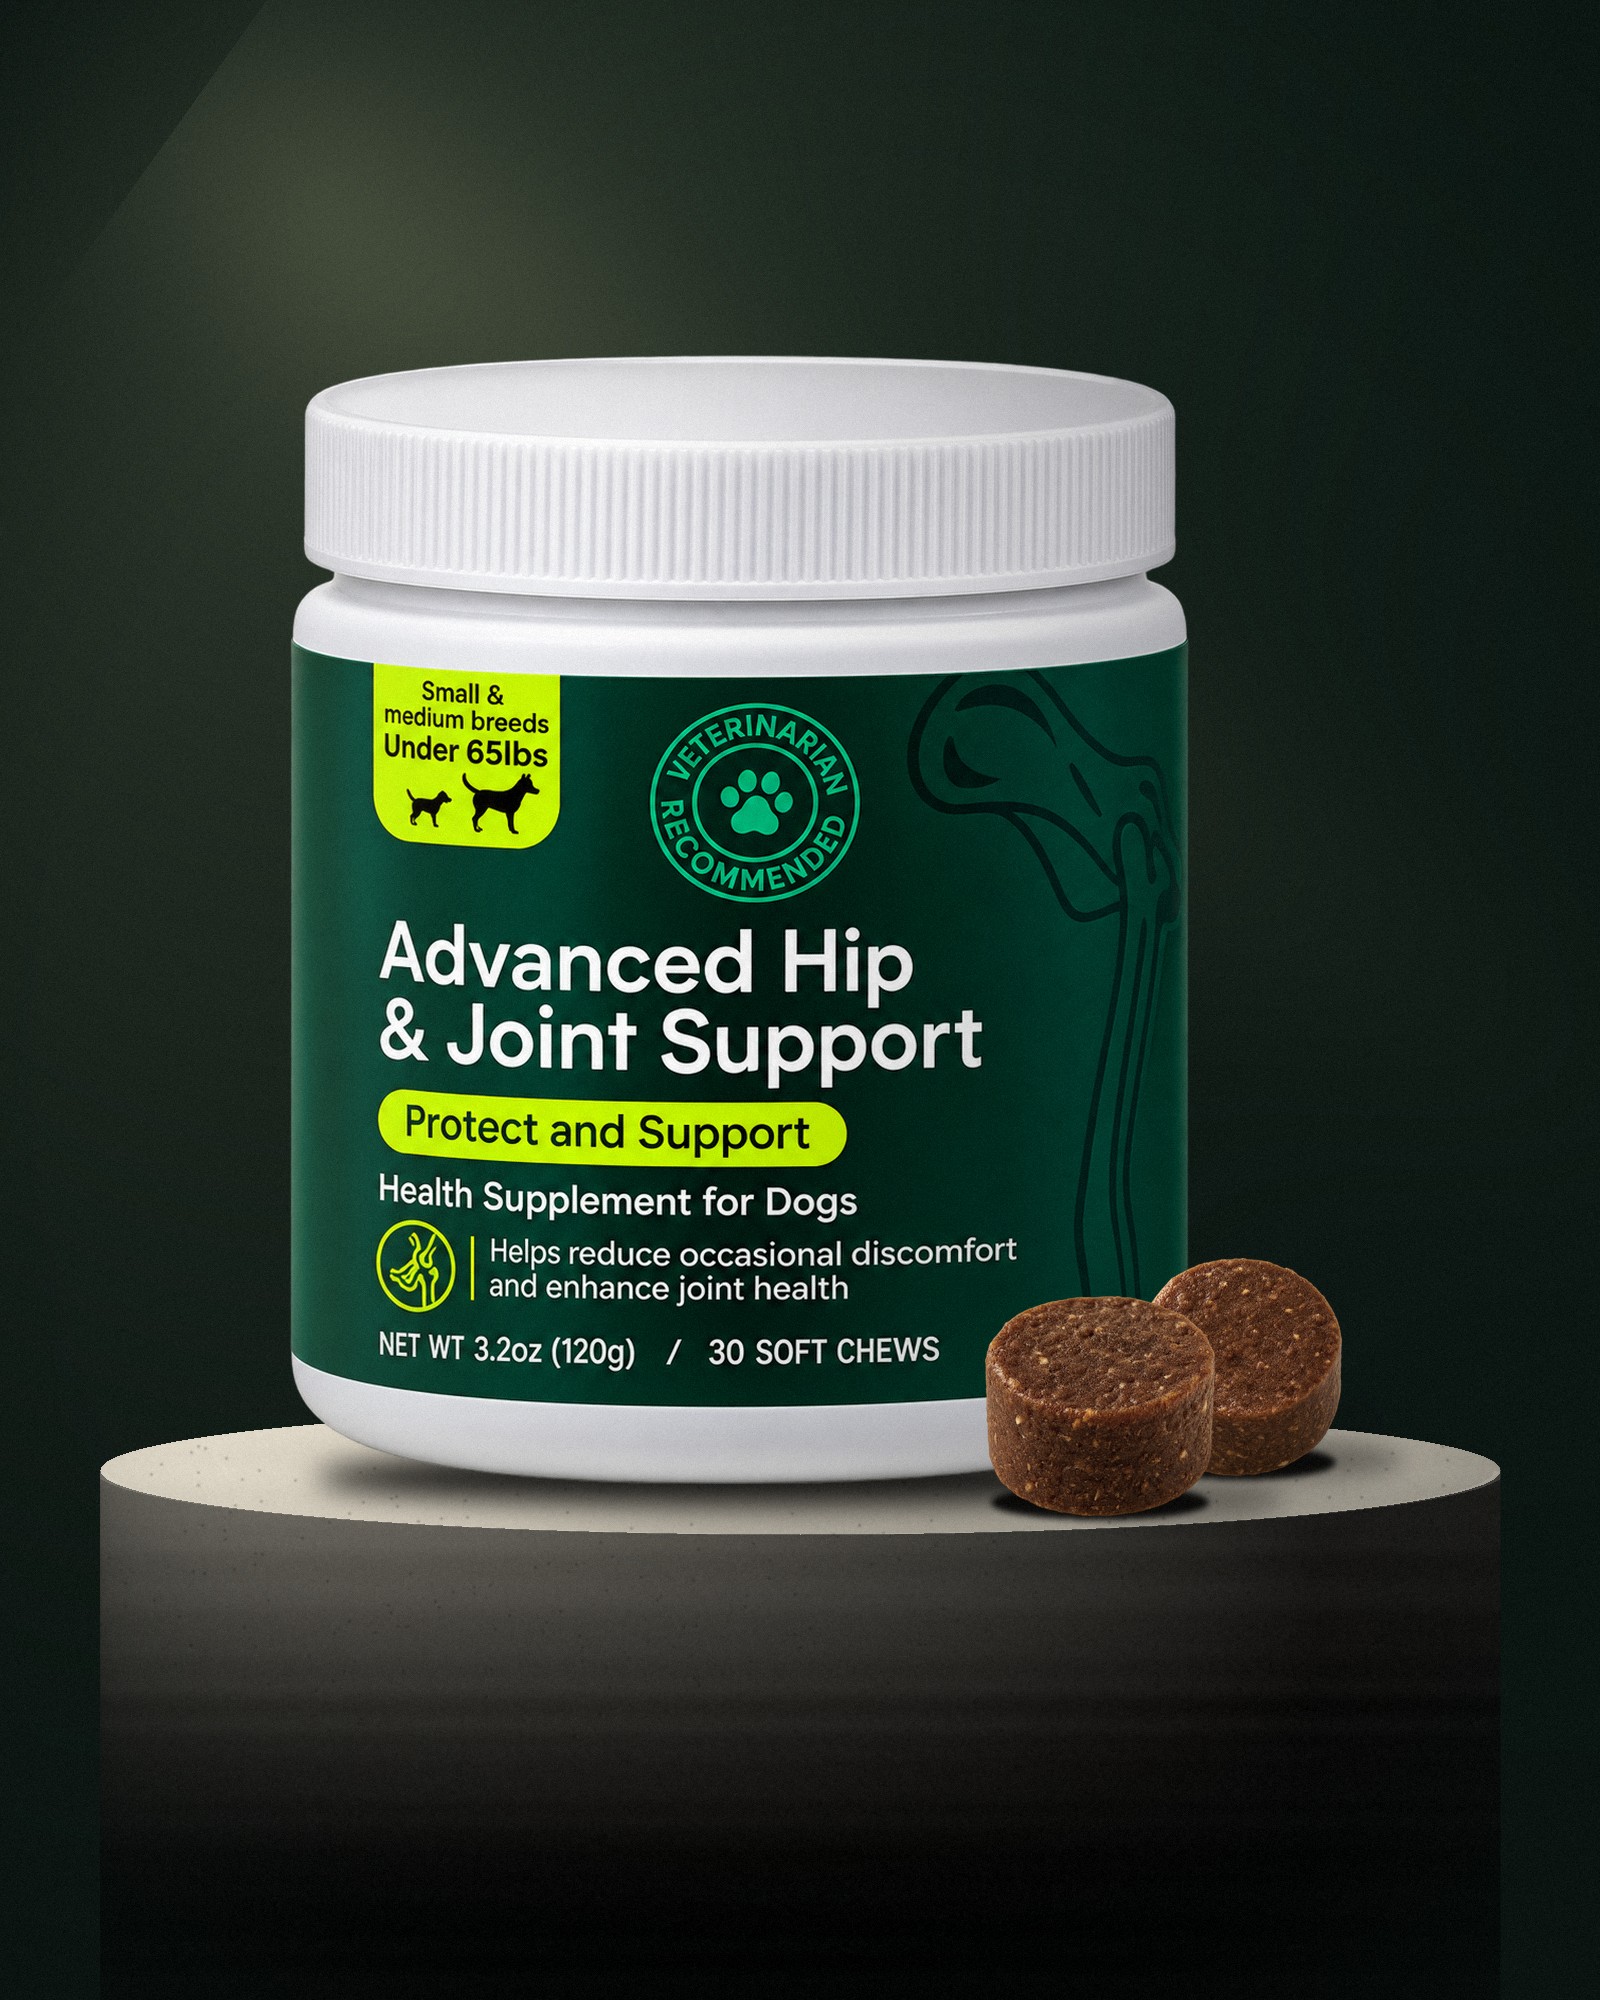 Small &
medium breeds
Under 65lbs
VETERINARIAN
RECOMMENDED
Advanced Hip
& Joint Support
Protect and Support
Health Supplement for Dogs
Helps reduce occasional discomfort
and enhance joint health
NET WT 3.2oz (120g) / 30 SOFT CHEWS